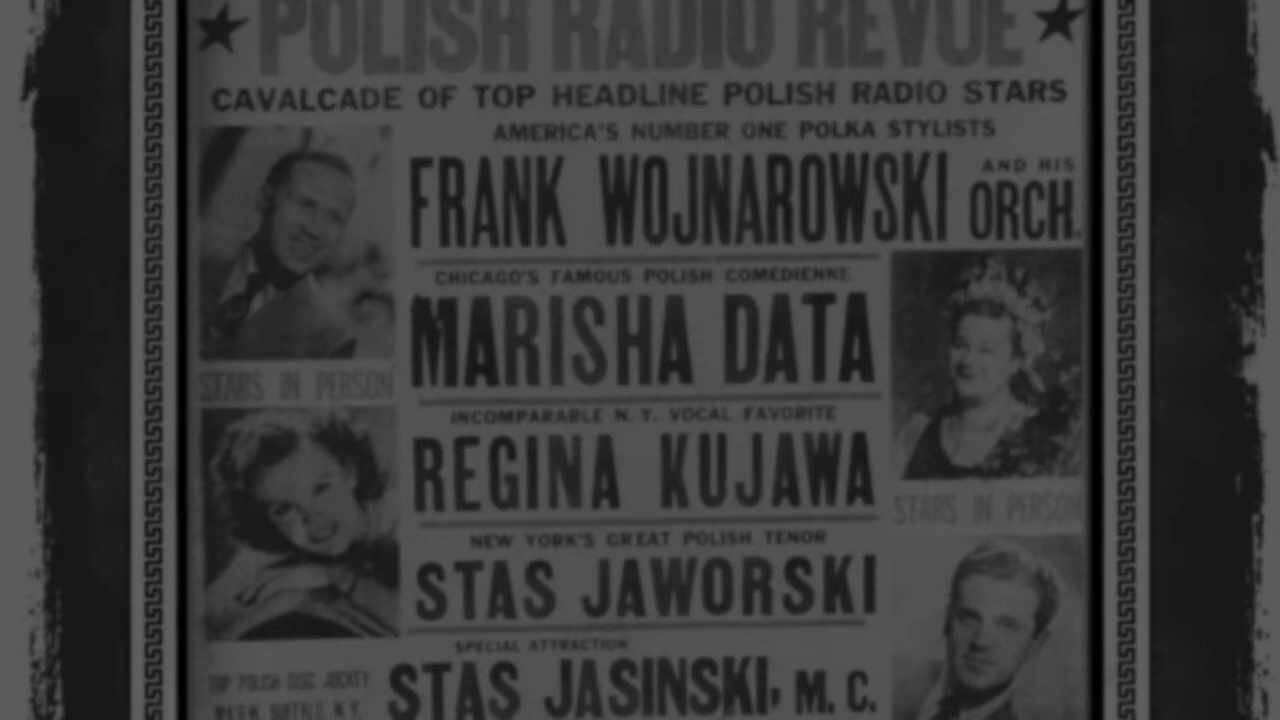 POLISH RADIO REVUE
CAVALCADE OF TOP HEADLINE POLISH RADIO STARS
AMERICA'S NUMBER ONE POLKA STYLISTS
FRANK WOJNAROWSKI AND HIS ORCH.
CHICAGO'S FAMOUS POLISH COMEDIENNE
MARISHA DATA
STARS IN PERSON
INCOMPARABLE N. Y. VOCAL FAVORITE
REGINA KUJAWA
STARS IN PERSON
NEW YORK'S GREAT POLISH TENOR
STAS JAWORSKI
SPECIAL ATTRACTION
STAS JASINSKI, M. C.
TOP POLISH DISC JOCKEY
N.Y.